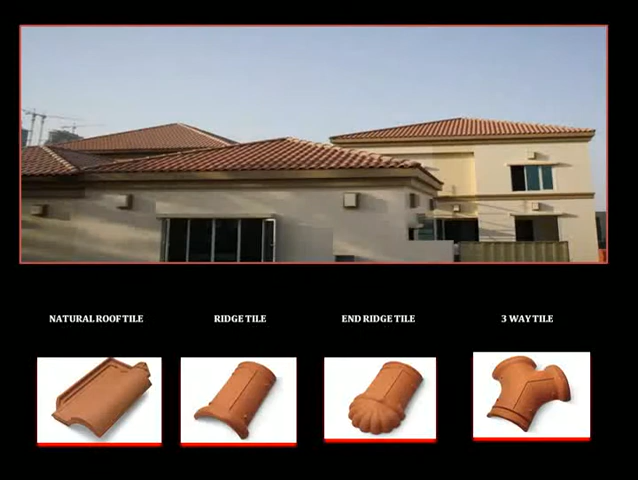 NATURAL ROOF TILE
RIDGE TILE
END RIDGE TILE
3 WAY TILE